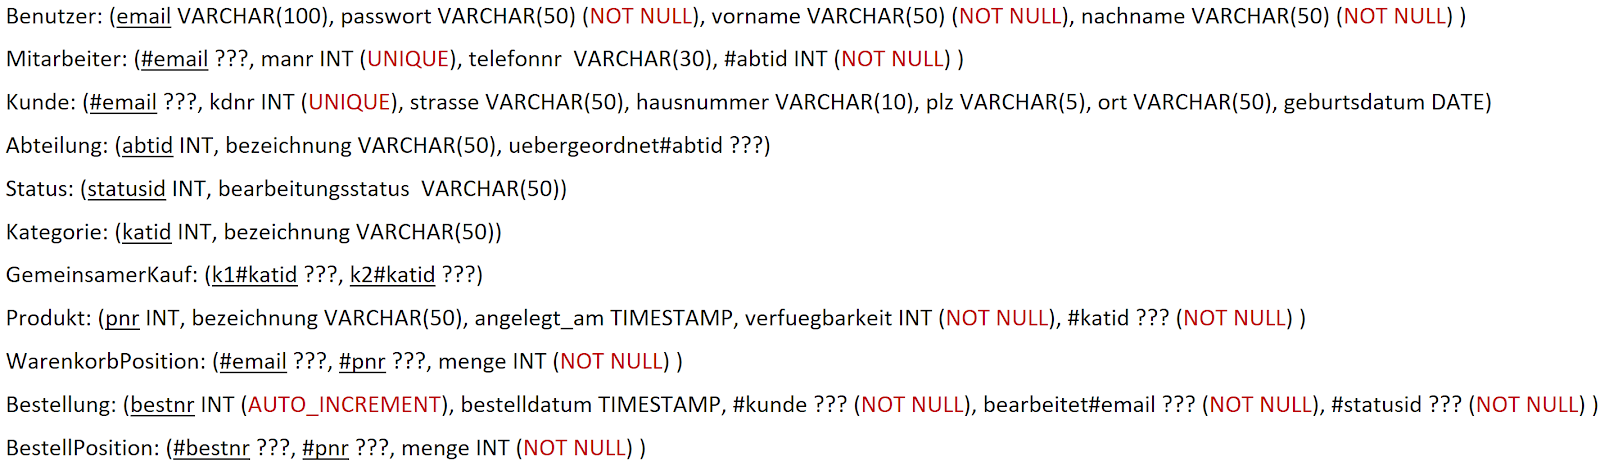 Benutzer: (email VARCHAR(100), passwort VARCHAR(50) (NOT NULL), vorname VARCHAR(50) (NOT NULL), nachname VARCHAR(50) (NOT NULL) )
Mitarbeiter: (#email ???, manr INT (UNIQUE), telefonnr VARCHAR(30), #abtid INT (NOT NULL) )
Kunde: (#email ???, kdnr INT (UNIQUE), strasse VARCHAR(50), hausnummer VARCHAR(10), plz VARCHAR(5), ort VARCHAR(50), geburtsdatum DATE)
Abteilung: (abtid INT, bezeichnung VARCHAR(50), uebergeordnet#abtid ???)
Status: (statusid INT, bearbeitungsstatus VARCHAR(50))
Kategorie: (katid INT, bezeichnung VARCHAR(50))
GemeinsamerKauf: (k1#katid ???, k2#katid ???)
Produkt: (pnr INT, bezeichnung VARCHAR(50), angelegt_am TIMESTAMP, verfuegbarkeit INT (NOT NULL), #katid ??? (NOT NULL) )
WarenkorbPosition: (#email ???, #pnr ???, menge INT (NOT NULL) )
Bestellung: (bestnr INT (AUTO_INCREMENT), bestelldatum TIMESTAMP, #kunde ??? (NOT NULL), bearbeitet#email ??? (NOT NULL), #statusid ??? (NOT NULL) )
BestellPosition: (#bestnr ???, #pnr ???, menge INT (NOT NULL) )